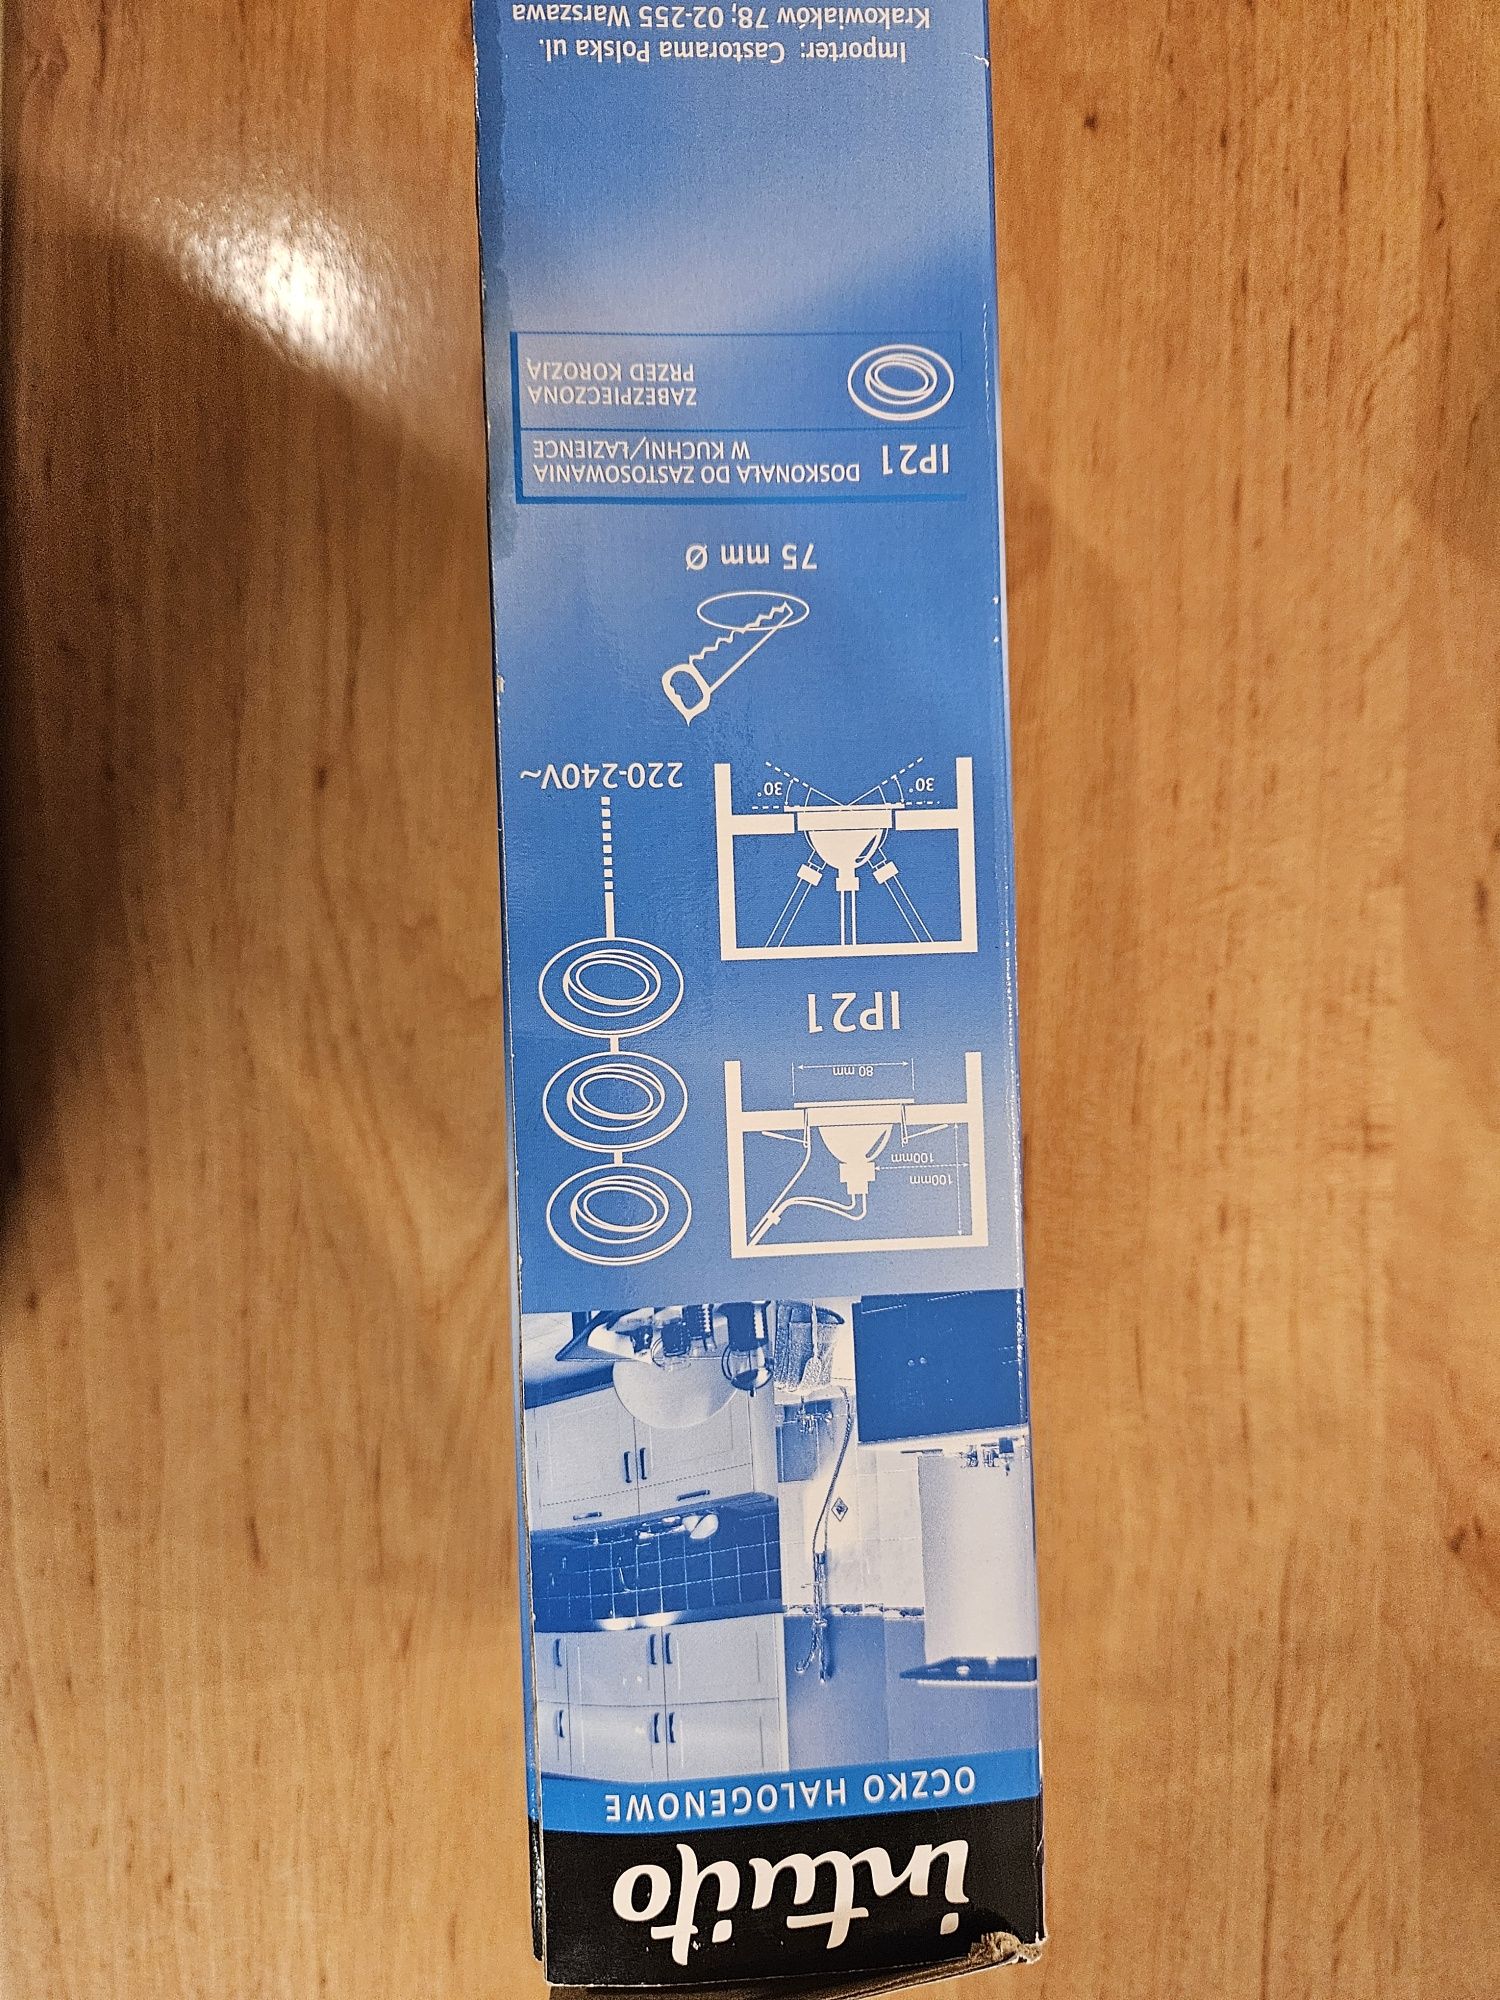 intuito
OCZKO HALOGENOWE
100mm
100mm
80 mm
IP21
30°
30°
220-240V~
75 mm Ø
IP21
DOSKONAŁA DO ZASTOSOWANIA
W KUCHNI/ŁAZIENCE
ZABEZPIECZONA
PRZED KOROZJĄ
Importer: Castorama Polska ul.
Krakowiaków 78; 02-255 Warszawa